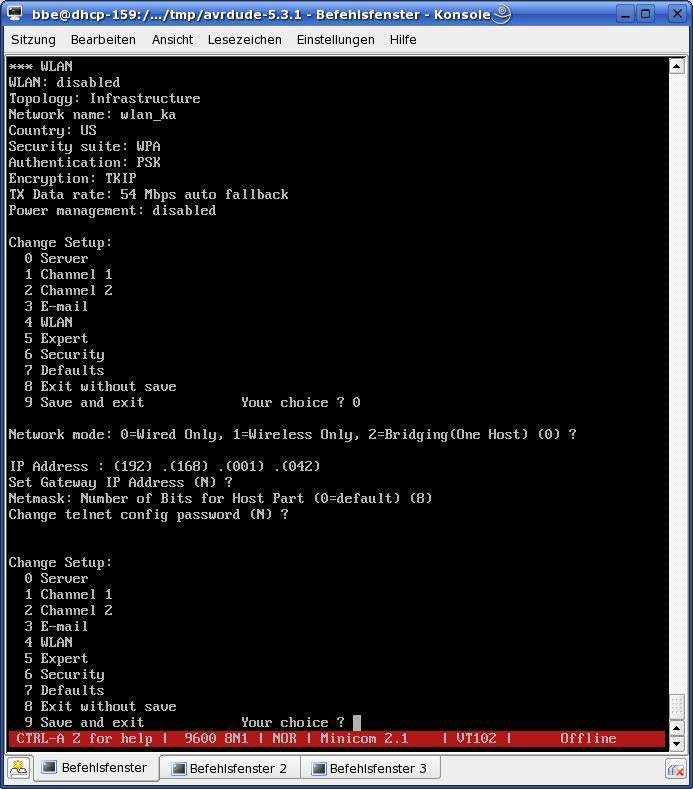 bbe@dhcp-159:/.../tmp/avrdude-5.3.1 - Befehlsfenster - Konsole
Sitzung Bearbeiten Ansicht Lesezeichen Einstellungen Hilfe
*** WLAN
WLAN: disabled
Topology: Infrastructure
Network name: wlan_ka
Country: US
Security suite: WPA
Authentication: PSK
Encryption: TKIP
TX Data rate: 54 Mbps auto fallback
Power management: disabled
Change Setup:
0 Server
1 Channel 1
2 Channel 2
3 E-mail
4 WLAN
5 Expert
6 Security
7 Defaults
8 Exit without save
9 Save and exit Your choice ? 0
Network mode: 0=Wired Only, 1=Wireless Only, 2=Bridging(One Host) (0) ?
IP Address : (192) .(168) .(001) .(042)
Set Gateway IP Address (N) ?
Netmask: Number of Bits for Host Part (0=default) (8)
Change telnet config password (N) ?
Change Setup:
0 Server
1 Channel 1
2 Channel 2
3 E-mail
4 WLAN
5 Expert
6 Security
7 Defaults
8 Exit without save
9 Save and exit Your choice ?
CTRL-A Z for help | 9600 8N1 | NOR | Minicom 2.1 | VT102 | Offline
Befehlsfenster Befehlsfenster 2 Befehlsfenster 3